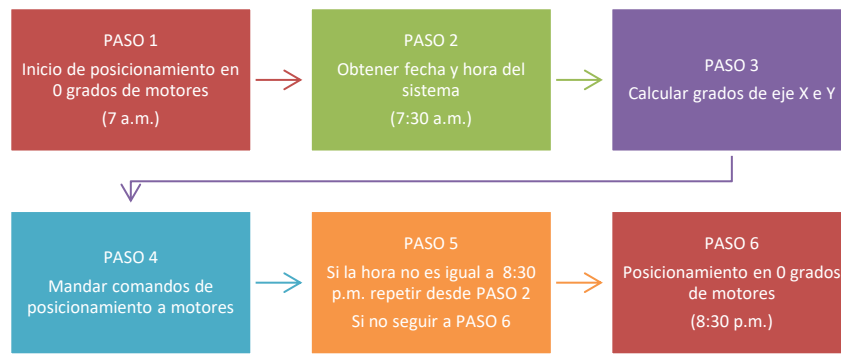 PASO 1
Inicio de posicionamiento en
0 grados de motores
(7 a.m.)
PASO 2
Obtener fecha y hora del
sistema
(7:30 a.m.)
PASO 3
Calcular grados de eje X e Y
PASO 4
Mandar comandos de
posicionamiento a motores
PASO 5
Si la hora no es igual a 8:30
p.m. repetir desde PASO 2
Si no seguir a PASO 6
PASO 6
Posicionamiento en 0 grados
de motores
(8:30 p.m.)